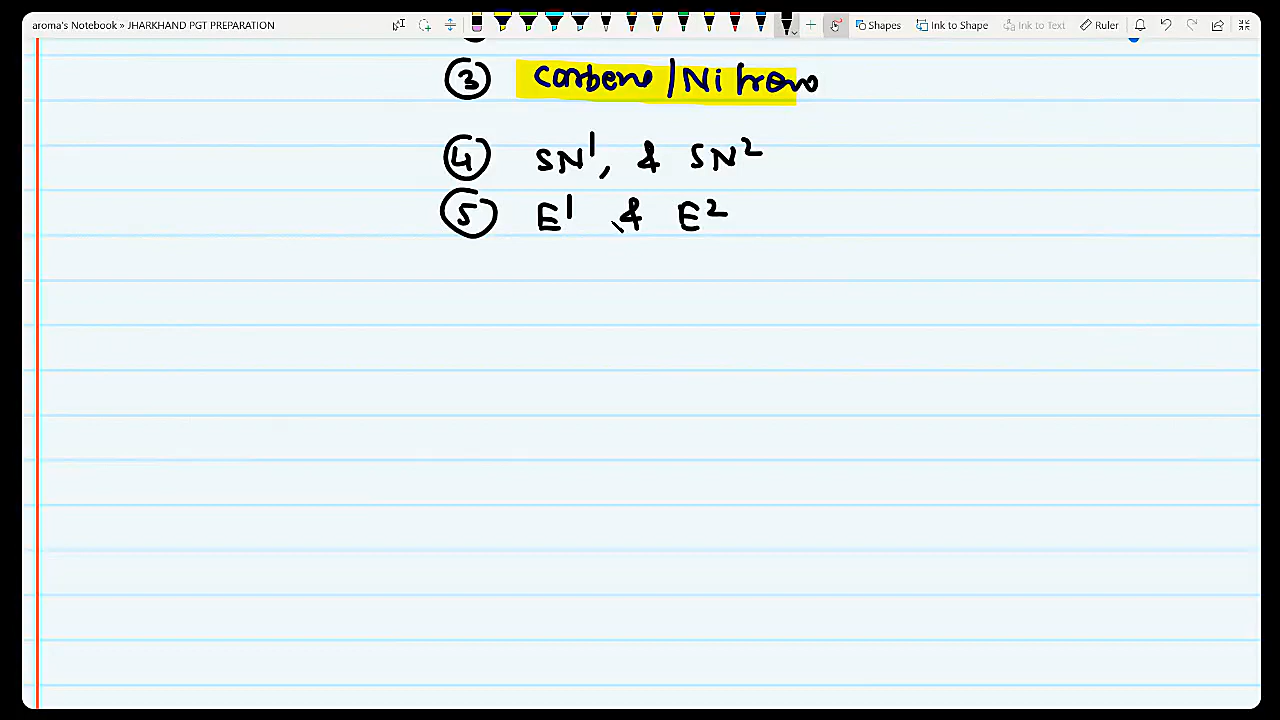 aroma's Notebook » JHARKHAND PGT PREPARATION Shape Ink to Shape Ink to Text Ruler
3 Carbene/Nitrene
4 SN1, & SN2
5 E1 & E2